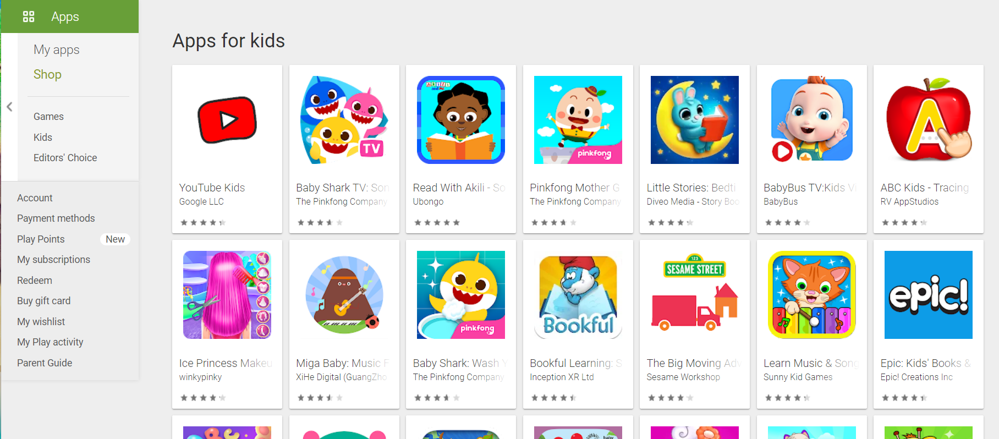 Apps
My apps
Shop
Games
Kids
Editors' Choice
Account
Payment methods
Play Points New
My subscriptions
Redeem
Buy gift card
My wishlist
My Play activity
Parent Guide
Apps for kids
TV
Akili
and Me
pinkfong
A
YouTube Kids
Google LLC
Baby Shark TV: Son
The Pinkfong Company
Read With Akili - So
Ubongo
Pinkfong Mother G
The Pinkfong Company
Little Stories: Bedti
Diveo Media - Story Boo
BabyBus TV:Kids Vi
BabyBus
ABC Kids - Tracing
RV AppStudios
pinkfong
Bookful
123
SESAME STREET
epic!
Ice Princess Makeu
winkypinky
Miga Baby: Music F
XiHe Digital (GuangZho
Baby Shark: Wash Y
The Pinkfong Company
Bookful Learning: S
Inception XR Ltd
The Big Moving Adv
Sesame Workshop
Learn Music & Song
Sunny Kid Games
Epic: Kids' Books &
Epic! Creations Inc
B C
baby